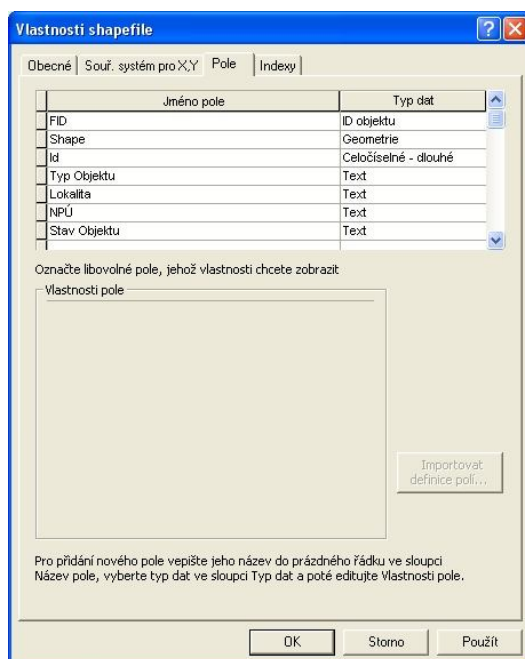 Vlastnosti shapefile
Obecné Souř. systém pro X,Y Pole Indexy
Jméno pole Typ dat
FID ID objektu
Shape Geometrie
Id Celočíselné - dlouhé
Typ Objektu Text
Lokalita Text
NPÚ Text
Stav Objektu Text
Označte libovolné pole, jehož vlastnosti chcete zobrazit
Vlastnosti pole
Importovat
definice polí...
Pro přidání nového pole vepište jeho název do prázdného řádku ve sloupci
Název pole, vyberte typ dat ve sloupci Typ dat a poté editujte Vlastnosti pole.
OK Storno Použít